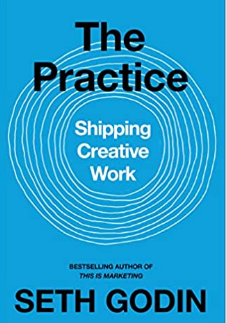 The
Practice
Shipping
Creative
Work
BESTSELLING AUTHOR OF
THIS IS MARKETING
SETH GODIN